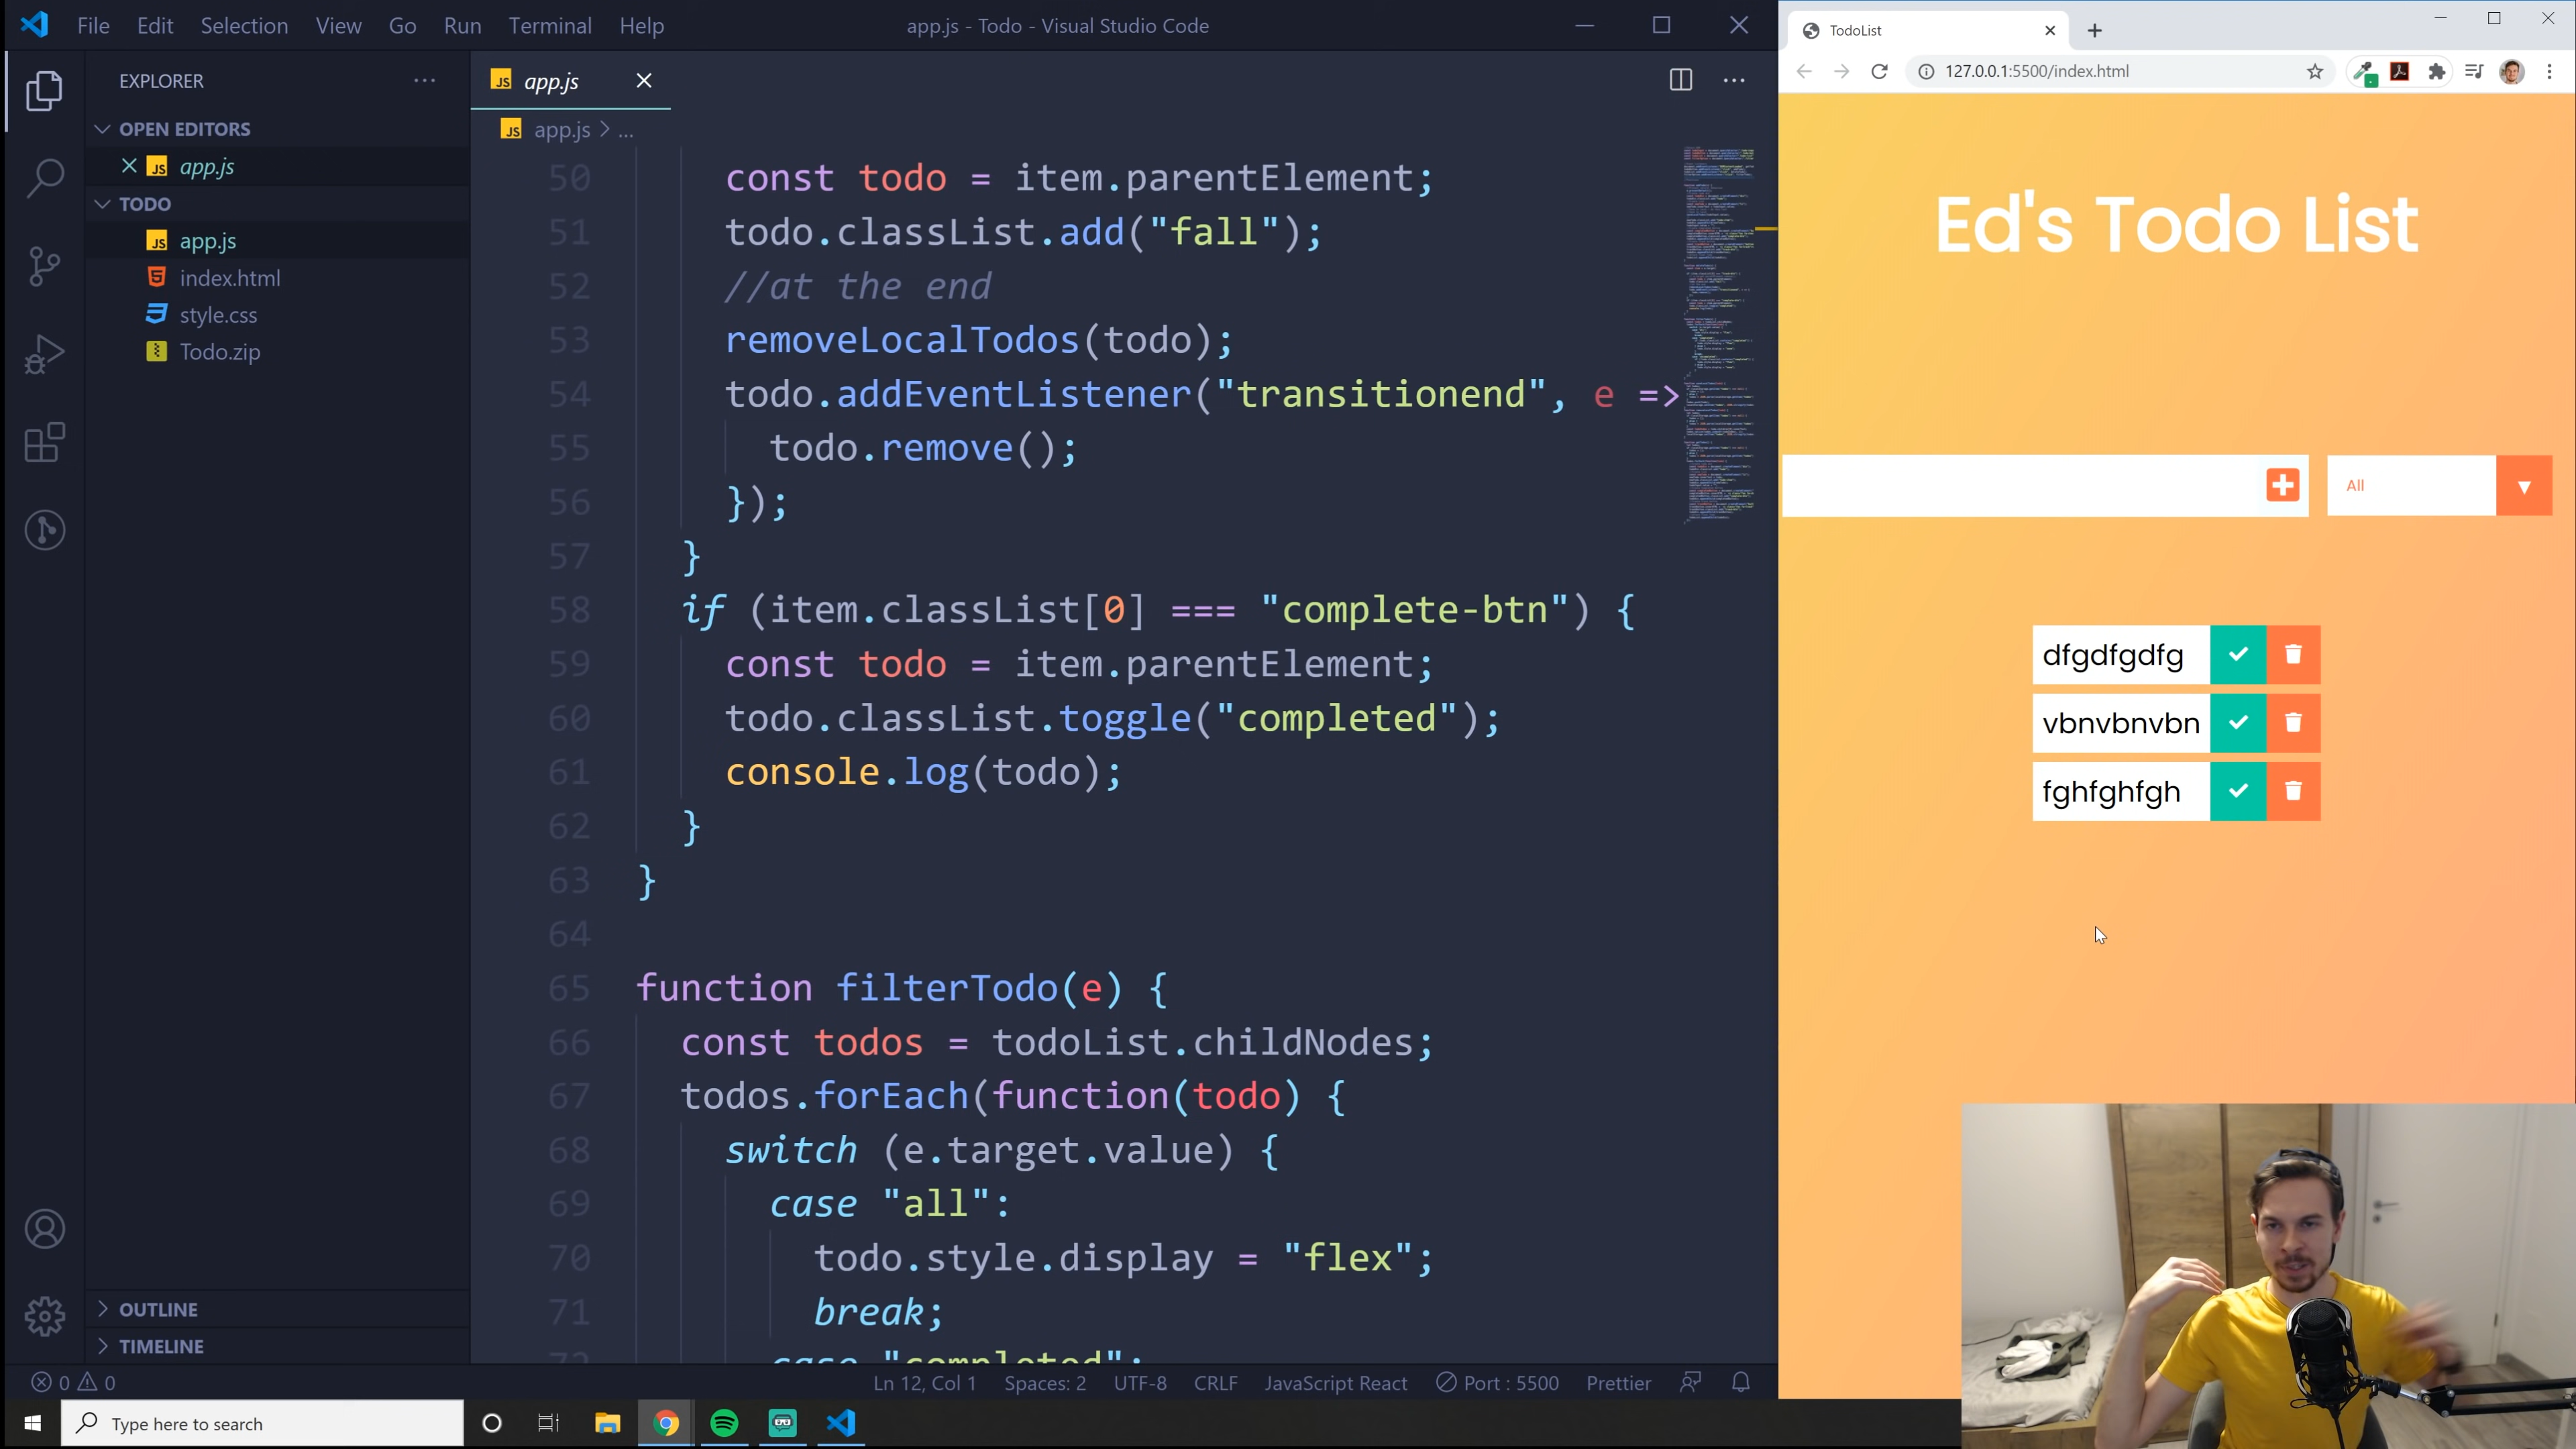 File Edit Selection View Go Run Terminal Help
app.js - Todo - Visual Studio Code
EXPLORER
OPEN EDITORS
JS app.js
TODO
JS app.js
index.html
style.css
Todo.zip
OUTLINE
TIMELINE
JS app.js
JS app.js > ...
50 const todo = item.parentElement;
51 todo.classList.add("fall");
52 //at the end
53 removeLocalTodos(todo);
54 todo.addEventListener("transitionend", e =>
55 todo.remove();
56 });
57 }
58 if (item.classList[0] === "complete-btn") {
59 const todo = item.parentElement;
60 todo.classList.toggle("completed");
61 console.log(todo);
62 }
63 }
64
65 function filterTodo(e) {
66 const todos = todoList.childNodes;
67 todos.forEach(function(todo) {
68 switch (e.target.value) {
69 case "all":
70 todo.style.display = "flex";
71 break;
72 case "completed":
0 0 Ln 12, Col 1 Spaces: 2 UTF-8 CRLF JavaScript React Port : 5500 Prettier
Type here to search
TodoList
127.0.0.1:5500/index.html
Ed's Todo List
All
dfgdfgdfg
vbnvbnvbn
fghfghfgh